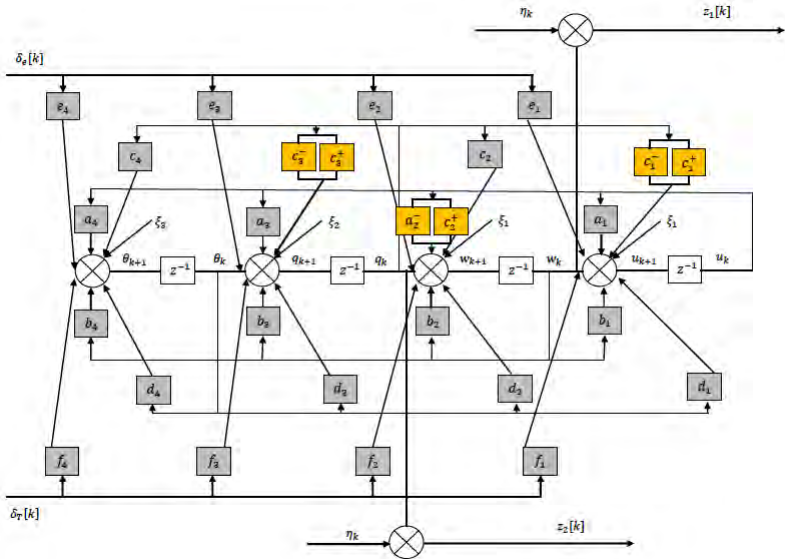 η_k z_1[k]
δ_e[k]
e_4 e_3 e_2 e_1
c_4 c_3^- c_3^+ c_2 c_1^- c_1^+
a_4 ξ_3 a_3 ξ_2 a_2^- c_2^+ ξ_1 a_1 ξ_1
θ_{k+1} z^{-1} θ_k q_{k+1} z^{-1} q_k w_{k+1} z^{-1} w_k u_{k+1} z^{-1} u_k
b_4 b_3 b_2 b_1
d_4 d_3 d_2 d_1
f_4 f_3 f_2 f_1
δ_T[k]
η_k z_2[k]